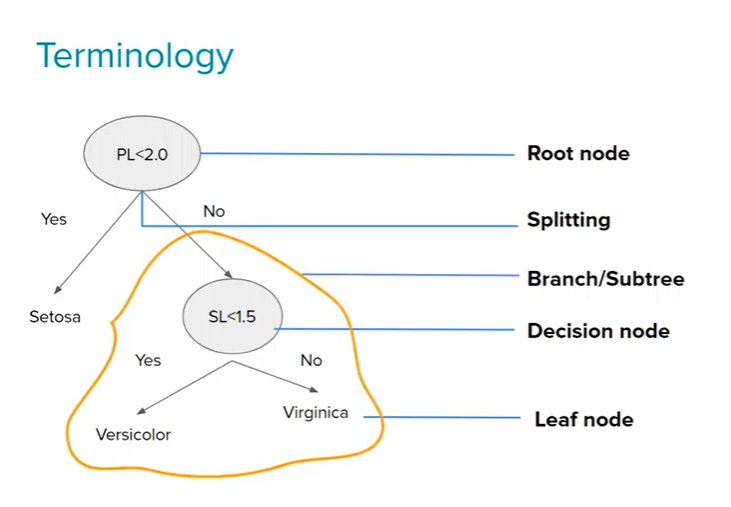 Terminology
PL<2.0
Root node
Yes
No
Splitting
Branch/Subtree
Setosa
SL<1.5
Decision node
Yes
No
Virginica
Leaf node
Versicolor